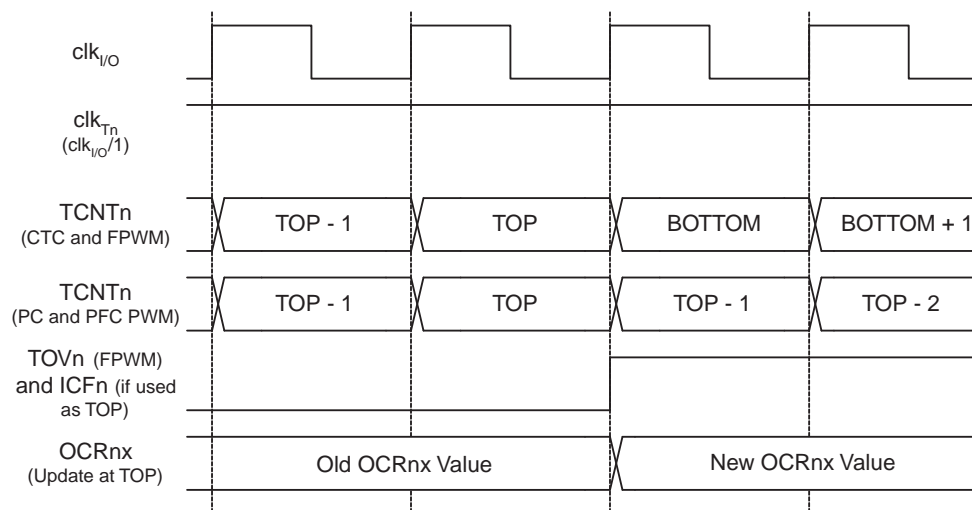 clkI/O
clkTn
(clkI/O/1)
TCNTn
(CTC and FPWM)
TOP - 1
TOP
BOTTOM
BOTTOM + 1
TCNTn
(PC and PFC PWM)
TOP - 1
TOP
TOP - 1
TOP - 2
TOVn (FPWM)
and ICFn (if used
as TOP)
OCRnx
(Update at TOP)
Old OCRnx Value
New OCRnx Value